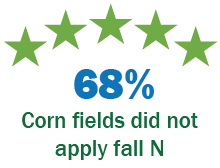 68%
Corn fields did not
apply fall N